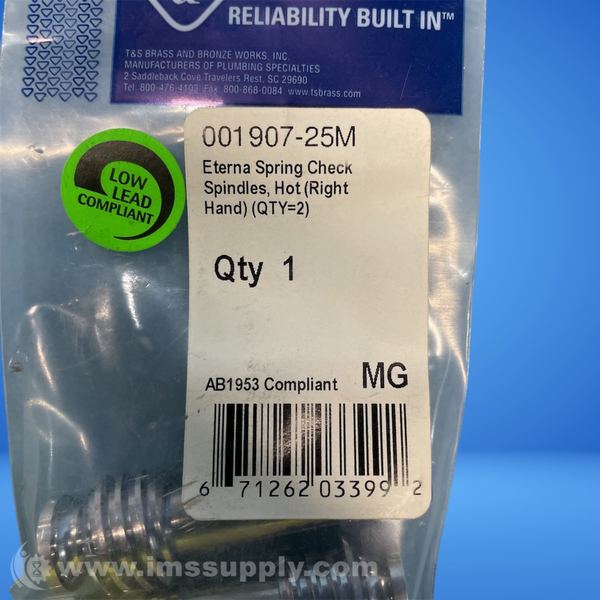 RELIABILITY BUILT IN™
T&S BRASS AND BRONZE WORKS, INC.
MANUFACTURERS OF PLUMBING SPECIALTIES
2 Saddleback Cove Travelers Rest, SC 29690
Tel: 800-476-4103 Fax: 800-868-0084 www.tsbrass.com
LOW
LEAD
COMPLIANT
001907-25M
Eterna Spring Check
Spindles, Hot (Right
Hand) (QTY=2)
Qty 1
AB1953 Compliant MG
6 71262 03399 2
www.imssupply.com